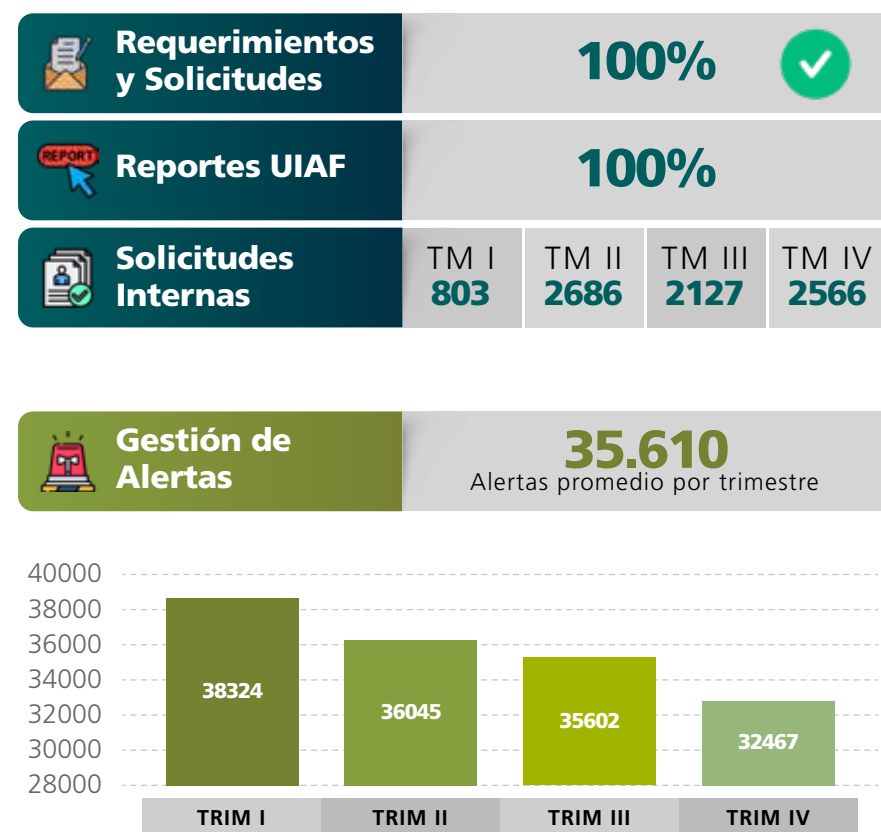 Requerimientos
y Solicitudes
100%
REPORT
Reportes UIAF
100%
Solicitudes
Internas
TM I
803
TM II
2686
TM III
2127
TM IV
2566
Gestión de
Alertas
35.610
Alertas promedio por trimestre
40000
38000
36000
34000
32000
30000
28000
38324
36045
35602
32467
TRIM I
TRIM II
TRIM III
TRIM IV